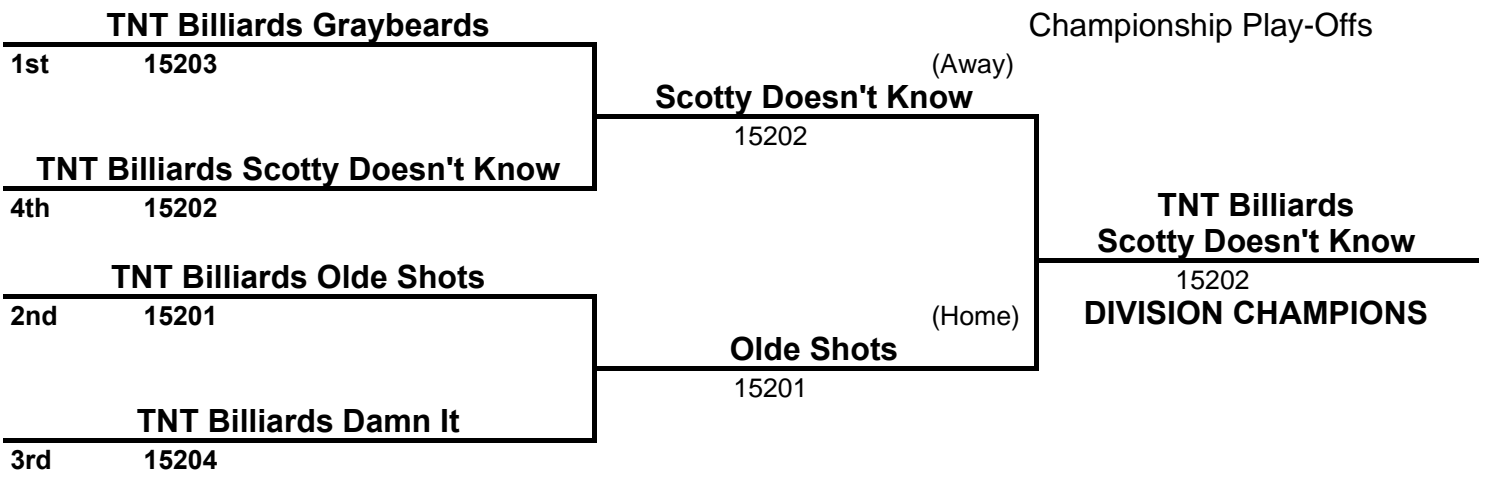 TNT Billiards Graybeards
Championship Play-Offs
1st 15203
(Away)
Scotty Doesn't Know
15202
TNT Billiards Scotty Doesn't Know
4th 15202
TNT Billiards
Scotty Doesn't Know
TNT Billiards Olde Shots
15202
2nd 15201
(Home)
DIVISION CHAMPIONS
Olde Shots
15201
TNT Billiards Damn It
3rd 15204